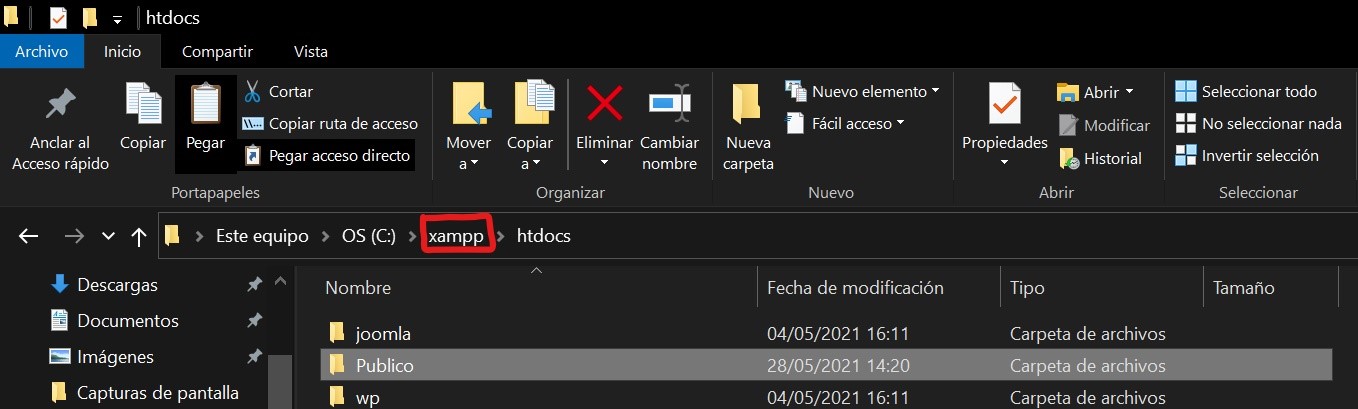 htdocs
Archivo Inicio Compartir Vista
Anclar al Acceso rápido
Copiar
Pegar
Cortar
Copiar ruta de acceso
Pegar acceso directo
Portapapeles
Mover a
Copiar a
Eliminar
Cambiar nombre
Organizar
Nueva carpeta
Nuevo elemento
Fácil acceso
Nuevo
Propiedades
Abrir
Modificar
Historial
Abrir
Seleccionar todo
No seleccionar nada
Invertir selección
Seleccionar
Este equipo > OS (C:) > xampp > htdocs
Descargas
Documentos
Imágenes
Capturas de pantalla
Nombre Fecha de modificación Tipo Tamaño
joomla 04/05/2021 16:11 Carpeta de archivos
Publico 28/05/2021 14:20 Carpeta de archivos
wp 04/05/2021 16:11 Carpeta de archivos